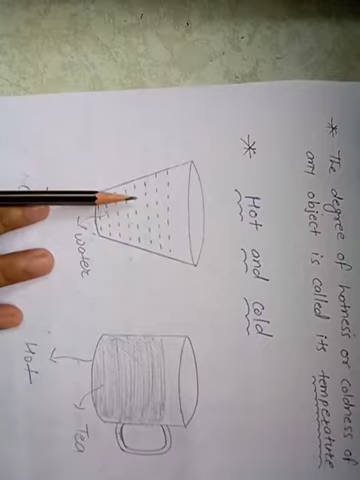 * The degree of hotness or coldness of
any object is called its temperature
* Hot and cold
water
Tea
Hot